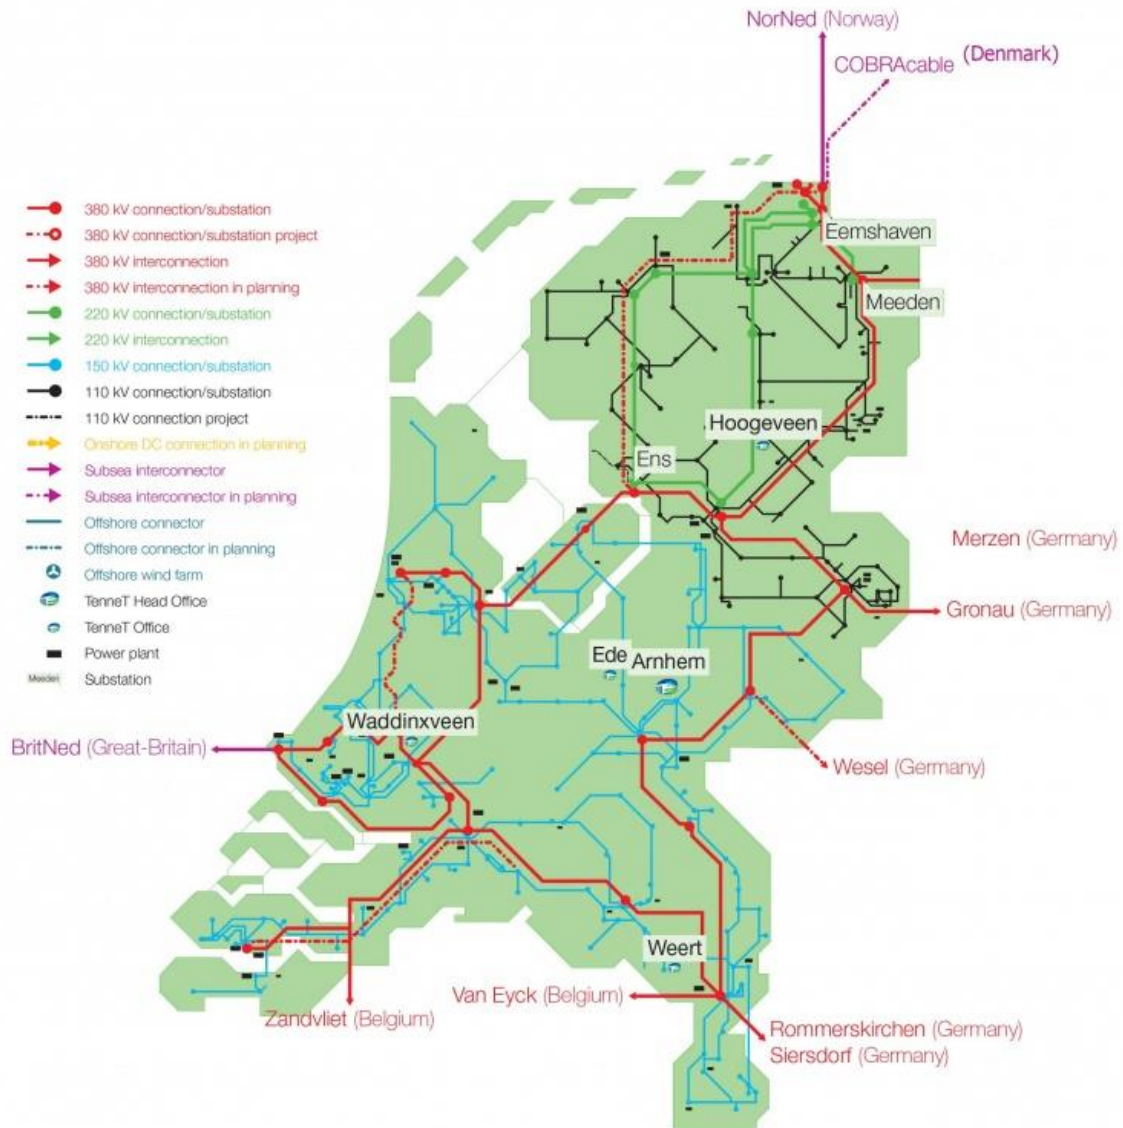 NorNed (Norway)
COBRAcable (Denmark)
380 kV connection/substation
380 kV connection/substation project
380 kV interconnection
380 kV interconnection in planning
220 kV connection/substation
220 kV interconnection
150 kV connection/substation
110 kV connection/substation
110 kV connection project
Onshore DC connection in planning
Subsea interconnector
Subsea interconnector in planning
Offshore connector
Offshore connector in planning
Offshore wind farm
TenneT Head Office
TenneT Office
Power plant
Meeden Substation
Eemshaven
Meeden
Hoogeveen
Ens
Merzen (Germany)
Gronau (Germany)
Ede Arnhem
Waddinxveen
BritNed (Great-Britain)
Wesel (Germany)
Weert
Van Eyck (Belgium)
Zandvliet (Belgium)
Rommerskirchen (Germany)
Siersdorf (Germany)